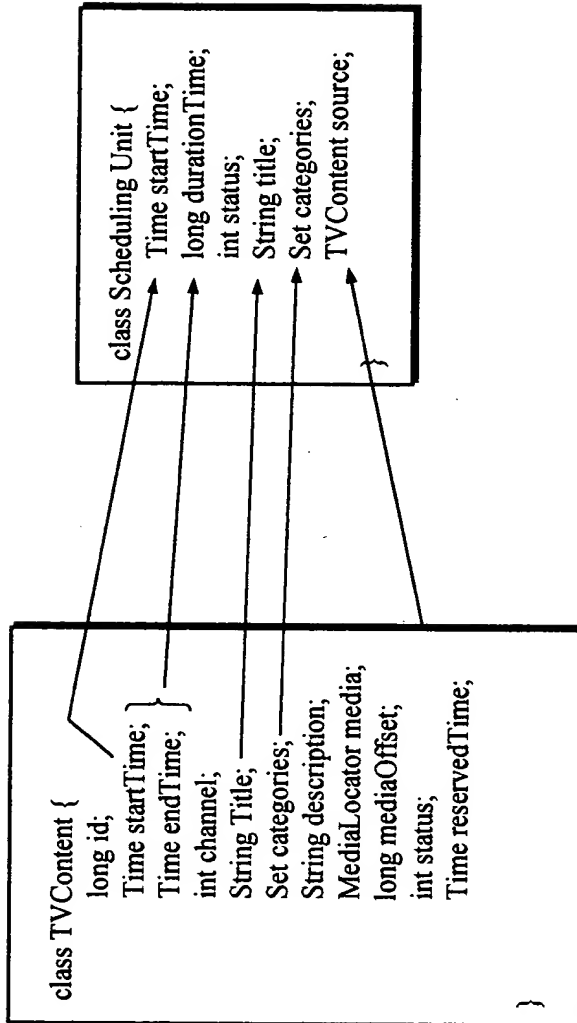 class TVContent {
long id;
Time startTime;
Time endTime;
}
int channel;
String Title;
Set categories;
String description;
MediaLocator media;
long mediaOffset;
int status;
Time reservedTime;
}
class Scheduling Unit {
Time startTime;
long durationTime;
int status;
String title;
Set categories;
TVContent source;
}